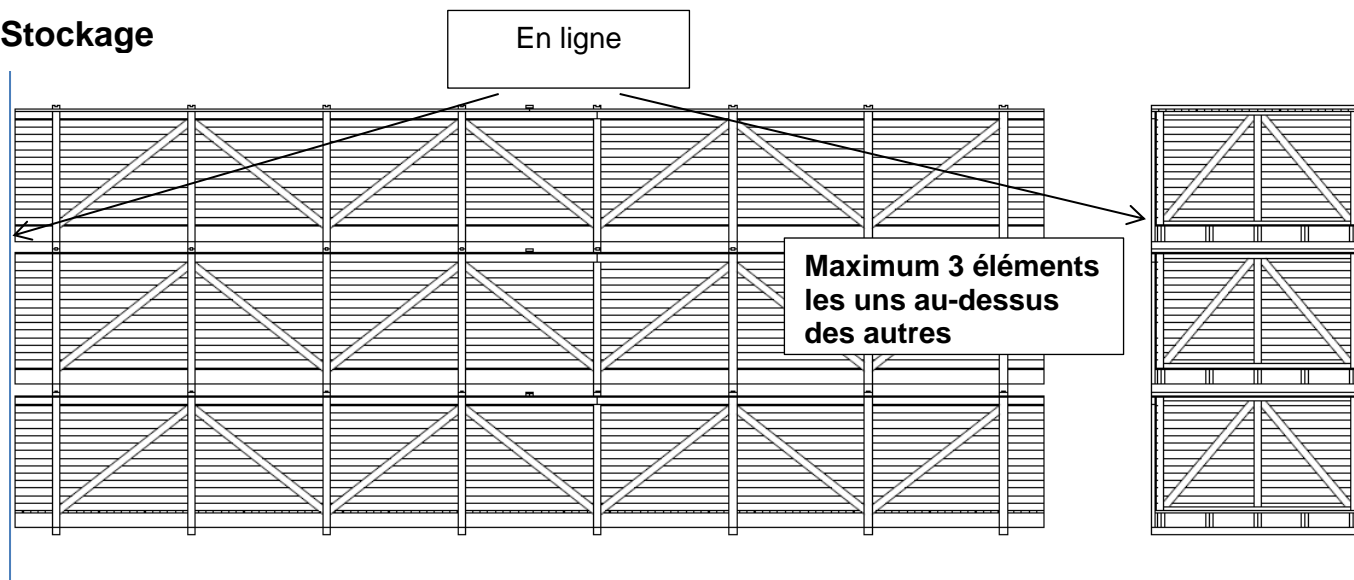 Stockage
En ligne
Maximum 3 éléments
les uns au-dessus
des autres